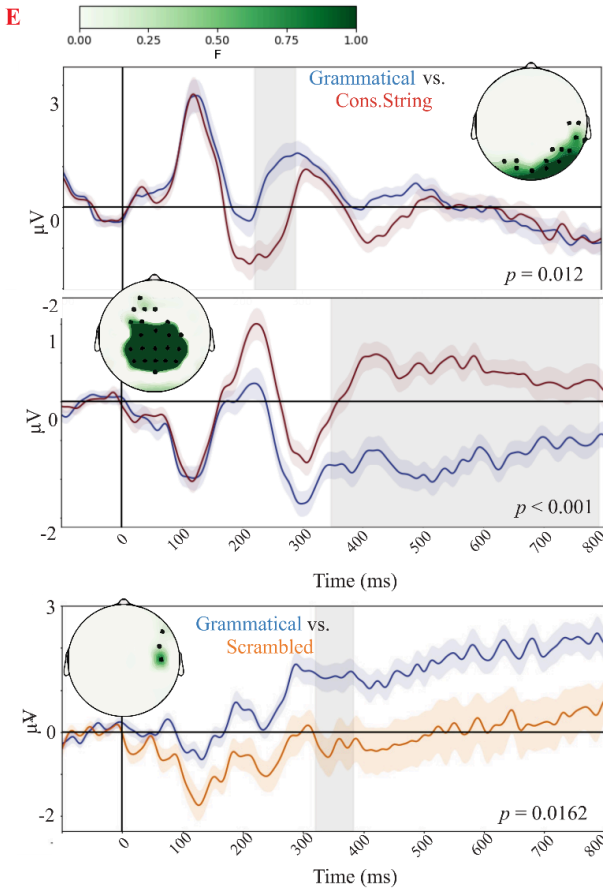 E
0.00 0.25 0.50 0.75 1.00
F
Grammatical vs.
Cons.String
3
0
-2
μV
p = 0.012
1
0
-2
μV
p < 0.001
0 100 200 300 400 500 600 700 800
Time (ms)
Grammatical vs.
Scrambled
3
0
-2
μV
p = 0.0162
0 100 200 300 400 500 600 700 800
Time (ms)